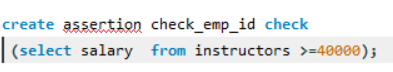 create assertion check_emp_id check
(select salary  from instructors >=40000);